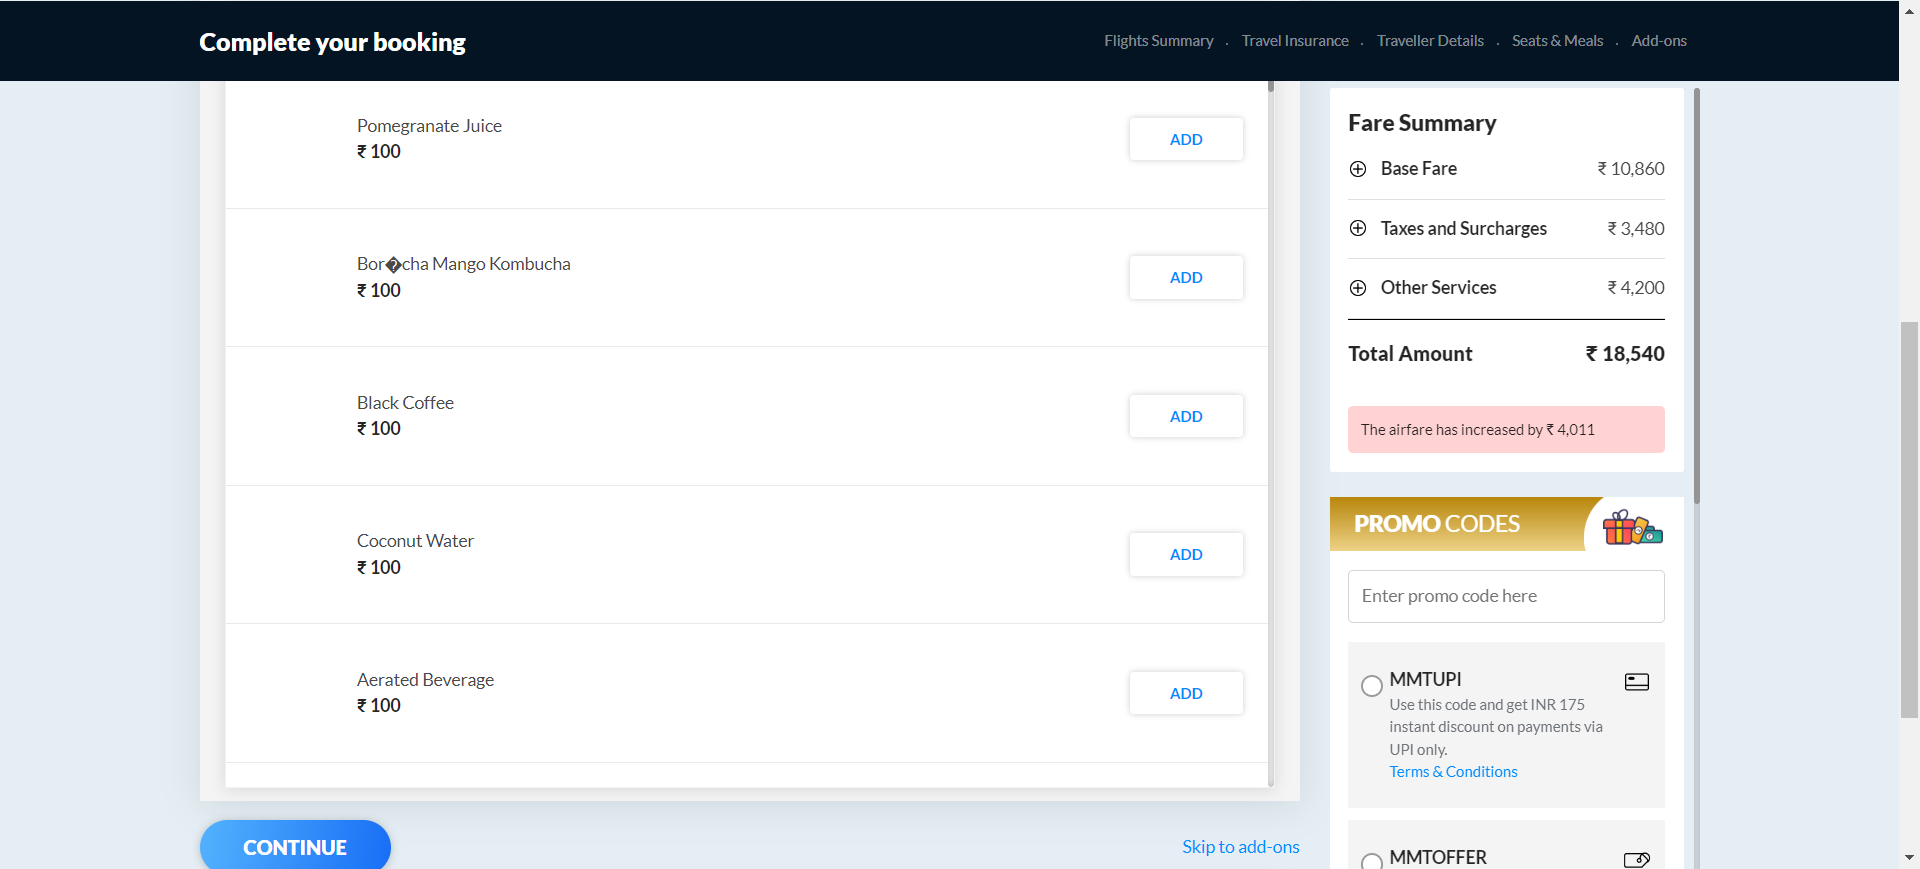 Complete your booking
Flights Summary . Travel Insurance . Traveller Details . Seats & Meals . Add-ons
Pomegranate Juice
₹ 100
ADD
Bor�cha Mango Kombucha
₹ 100
ADD
Black Coffee
₹ 100
ADD
Coconut Water
₹ 100
ADD
Aerated Beverage
₹ 100
ADD
CONTINUE
Skip to add-ons
Fare Summary
Base Fare ₹ 10,860
Taxes and Surcharges ₹ 3,480
Other Services ₹ 4,200
Total Amount ₹ 18,540
The airfare has increased by ₹ 4,011
PROMO CODES
Enter promo code here
MMTUPI
Use this code and get INR 175
instant discount on payments via
UPI only.
Terms & Conditions
MMTOFFER